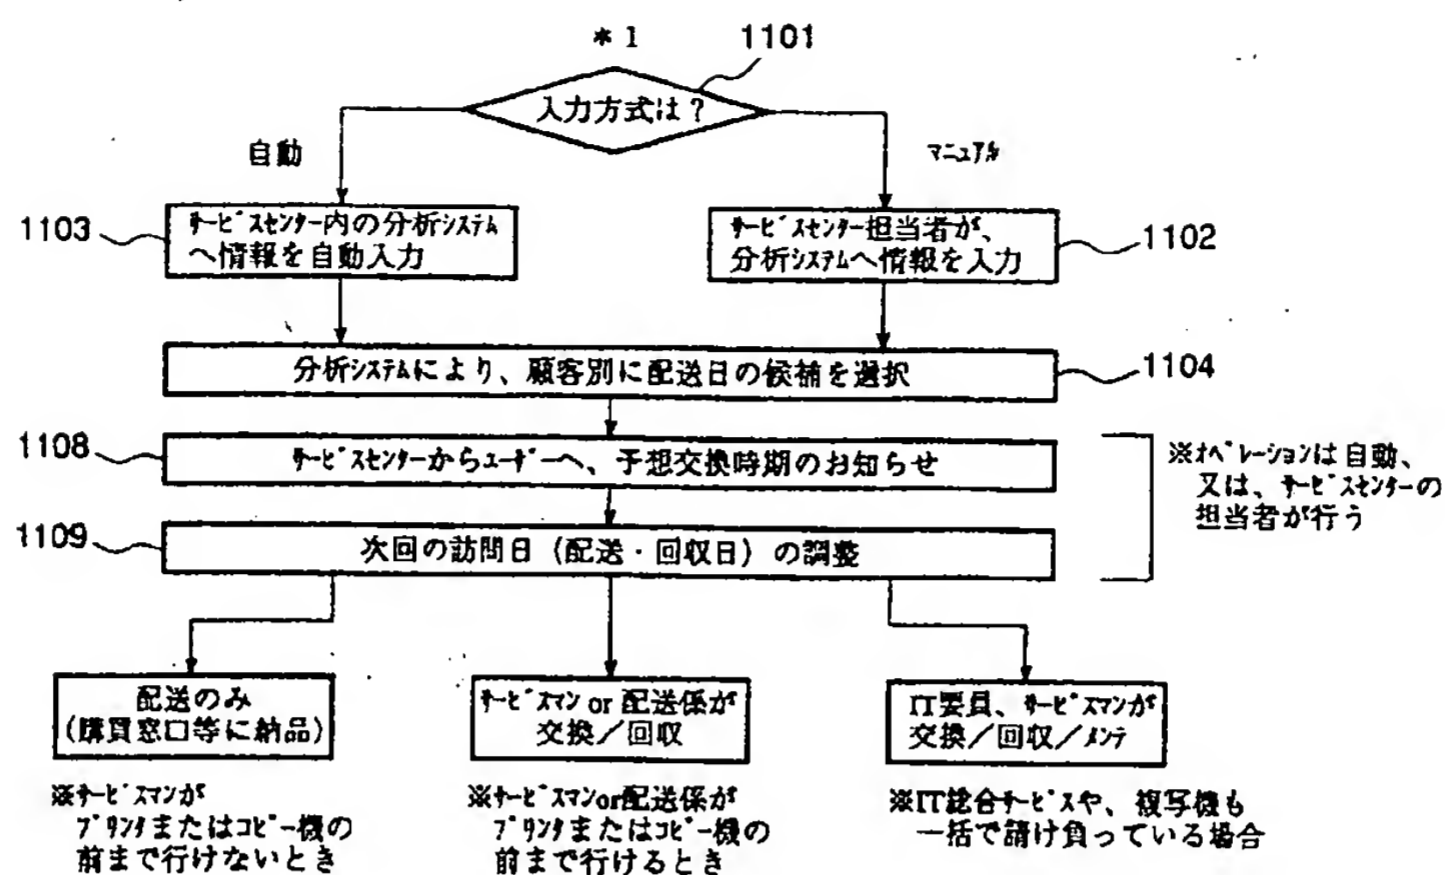 *1
1101
入力方式は？
自動
ﾏﾆｭｱﾙ
1103
ｻｰﾋﾞｽｾﾝﾀｰ内の分析ｼｽﾃﾑ
へ情報を自動入力
ｻｰﾋﾞｽｾﾝﾀｰ担当者が、
分析ｼｽﾃﾑへ情報を入力
1102
分析ｼｽﾃﾑにより、顧客別に配送日の候補を選択
1104
1108
ｻｰﾋﾞｽｾﾝﾀｰからﾕｰｻﾞｰへ、予想交換時期のお知らせ
※ｵﾍﾟﾚｰｼｮﾝは自動、
又は、ｻｰﾋﾞｽｾﾝﾀｰの
担当者が行う
1109
次回の訪問日（配送・回収日）の調整
配送のみ
(購買窓口等に納品)
ｻｰﾋﾞｽﾏﾝ or 配送係が
交換／回収
IT要員、ｻｰﾋﾞｽﾏﾝが
交換／回収／ﾒﾝﾃ
※ｻｰﾋﾞｽﾏﾝが
ﾌﾟﾘﾝﾀまたはｺﾋﾟｰ機の
前まで行けないとき
※ｻｰﾋﾞｽﾏﾝor配送係が
ﾌﾟﾘﾝﾀまたはｺﾋﾟｰ機の
前まで行けるとき
※IT総合ｻｰﾋﾞｽや、複写機も
一括で請け負っている場合